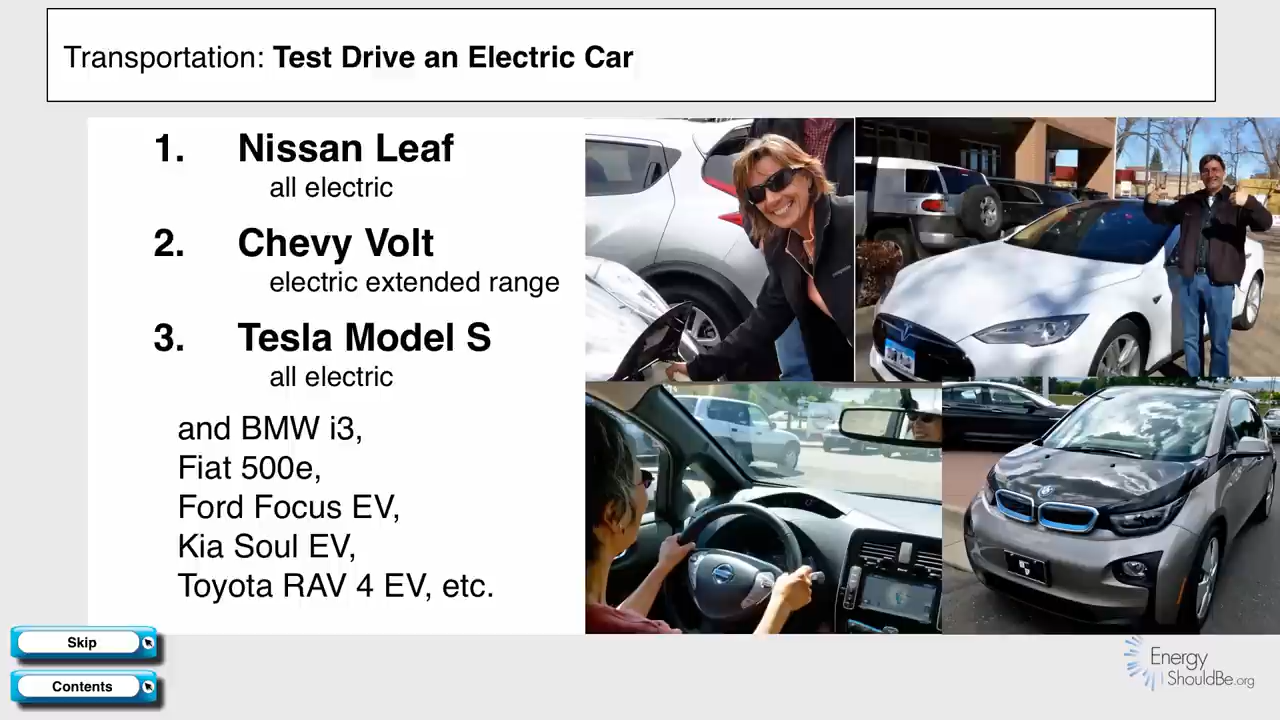 Transportation: Test Drive an Electric Car
1. Nissan Leaf
all electric
2. Chevy Volt
electric extended range
3. Tesla Model S
all electric
and BMW i3,
Fiat 500e,
Ford Focus EV,
Kia Soul EV,
Toyota RAV 4 EV, etc.
Skip
Contents
Energy
ShouldBe.org